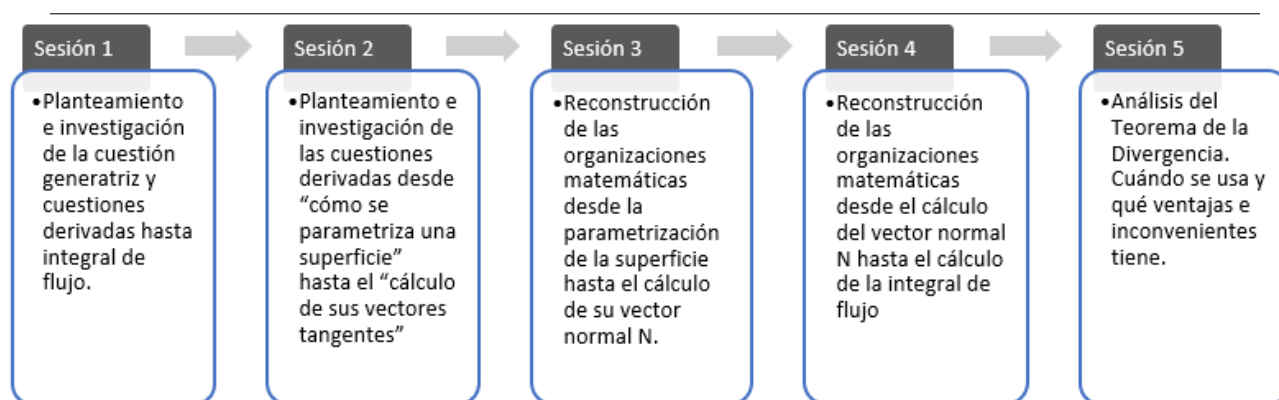 Sesión 1
•Planteamiento
e investigación
de la cuestión
generatriz y
cuestiones
derivadas hasta
integral de
flujo.
Sesión 2
•Planteamiento e
investigación de
las cuestiones
derivadas desde
“cómo se
parametriza una
superficie”
hasta el “cálculo
de sus vectores
tangentes”
Sesión 3
•Reconstrucción
de las
organizaciones
matemáticas
desde la
parametrización
de la superficie
hasta el cálculo
de su vector
normal N.
Sesión 4
•Reconstrucción
de las
organizaciones
matemáticas
desde el cálculo
del vector normal
N hasta el cálculo
de la integral de
flujo
Sesión 5
•Análisis del
Teorema de la
Divergencia.
Cuándo se usa y
qué ventajas e
inconvenientes
tiene.